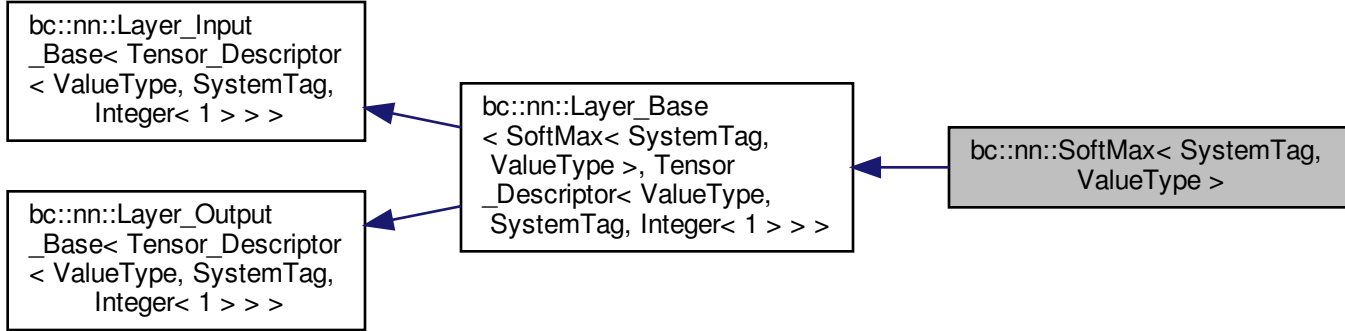 bc::nn::Layer_Input
_Base< Tensor_Descriptor
< ValueType, SystemTag,
Integer< 1 > > >
bc::nn::Layer_Output
_Base< Tensor_Descriptor
< ValueType, SystemTag,
Integer< 1 > > >
bc::nn::Layer_Base
< SoftMax< SystemTag,
ValueType >, Tensor
_Descriptor< ValueType,
SystemTag, Integer< 1 > > >
bc::nn::SoftMax< SystemTag,
ValueType >